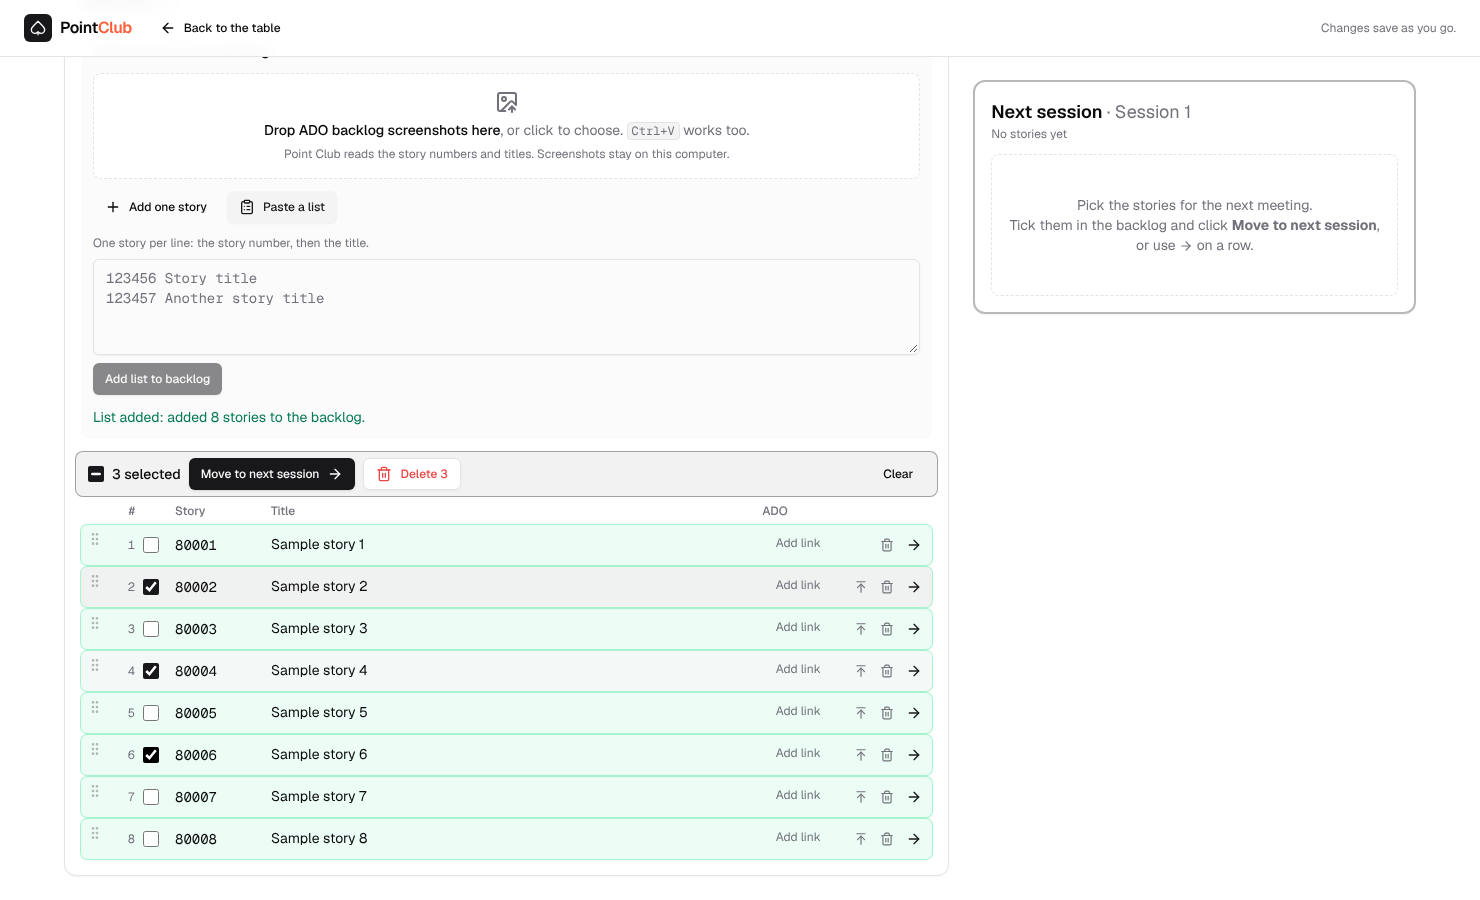 PointClub
Back to the table
Changes save as you go.
Drop ADO backlog screenshots here, or click to choose. Ctrl+V works too.
Point Club reads the story numbers and titles. Screenshots stay on this computer.
Add one story
Paste a list
One story per line: the story number, then the title.
123456 Story title
123457 Another story title
Add list to backlog
List added: added 8 stories to the backlog.
3 selected
Move to next session →
Delete 3
Clear
# Story Title ADO
1 80001 Sample story 1 Add link
2 80002 Sample story 2 Add link
3 80003 Sample story 3 Add link
4 80004 Sample story 4 Add link
5 80005 Sample story 5 Add link
6 80006 Sample story 6 Add link
7 80007 Sample story 7 Add link
8 80008 Sample story 8 Add link
Next session · Session 1
No stories yet
Pick the stories for the next meeting.
Tick them in the backlog and click Move to next session,
or use → on a row.